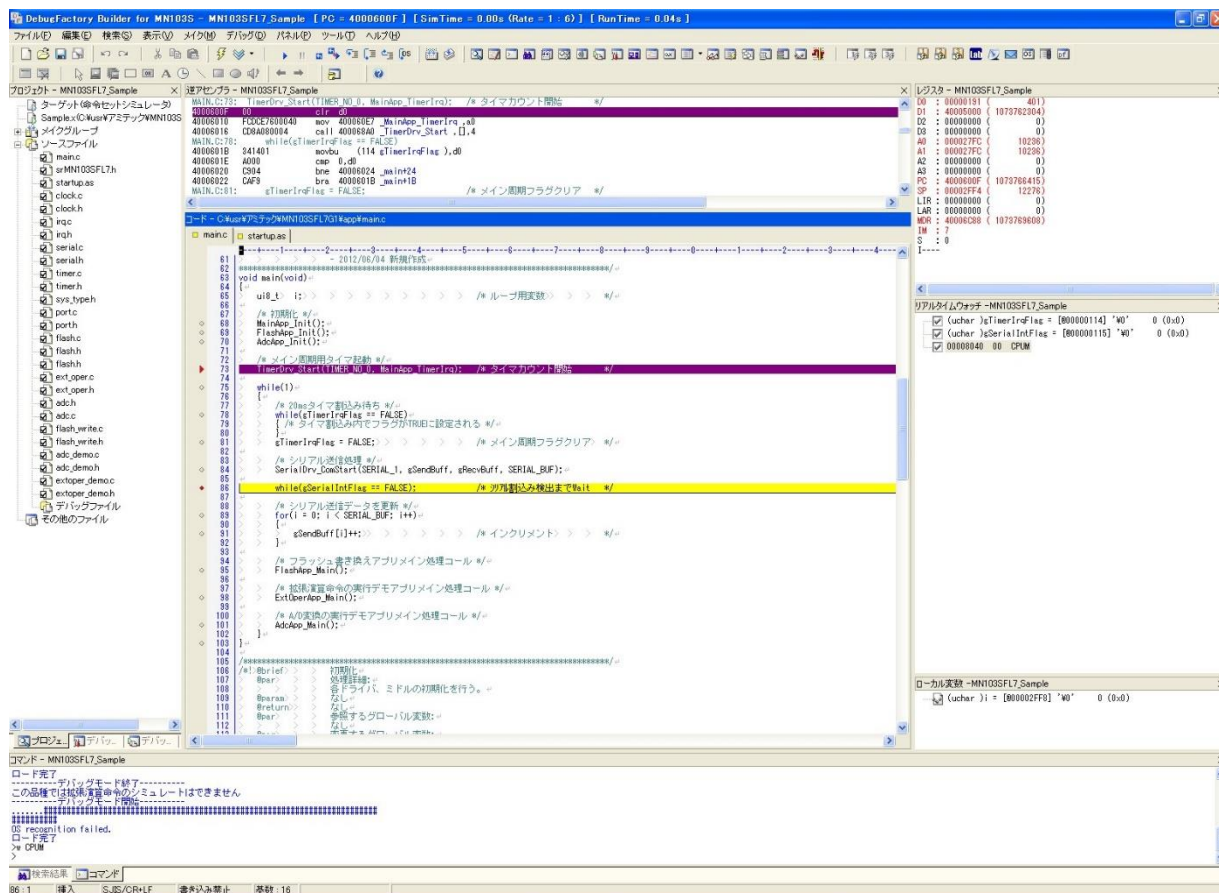 DebugFactory Builder for MN103S - MN103SFL7_Sample [ PC = 4000600F ] [ SimTime = 0.00s (Rate = 1 : 6) ] [ RunTime = 0.04s ]
ファイル(F) 編集(E) 検索(S) 表示(V) メイク(M) デバッグ(D) パネル(P) ツール(T) ヘルプ(H)
プロジェクト - MN103SFL7_Sample
ターゲット(命令セットシミュレータ)
Sample.x(C:¥usr¥アミテック¥MN103S
メイクグループ
ソースファイル
main.c
srMN103SFL7.h
startup.as
clock.c
clock.h
irq.c
irq.h
serial.c
serial.h
timer.c
timer.h
sys_type.h
port.c
port.h
flash.c
flash.h
flash.h
ext_oper.c
ext_oper.h
adc.h
adc.c
flash_write.c
flash_write.h
adc_demo.c
adc_demo.h
extoper_demo.c
extoper_demo.h
デバッグファイル
その他のファイル
プロジェ... デバッ... デバッ...
逆アセンブラ - MN103SFL7_Sample
MAIN.C:73: TimerDrv_Start(TIMER_NO_0, MainApp_TimerIrq); /* タイマカウント開始 */
4000600F 00 clr d0
40006010 FCDCE7600040 mov 400060E7 _MainApp_TimerIrq,a0
40006016 CD8A080004 call 400068A0 _TimerDrv_Start ,[],4
MAIN.C:78: while(gTimerIrqFlag == FALSE)
4000601B 341401 movbu (114 gTimerIrqFlag ),d0
4000601E A000 cmp 0,d0
40006020 C904 bne 40006024 _main+24
40006022 CAF9 bra 4000601B _main+1B
MAIN.C:81: gTimerIrqFlag = FALSE; /* メイン周期フラグクリア */
コード - C:¥usr¥アミテック¥MN103SFL7G1¥app¥main.c
main.c startup.as
61 - 2012/06/04 新規作成
62 ******************************************************************************/
63 void main(void)
64 {
65 ui8_t i; /* ループ用変数 */
66
67 /* 初期化 */
68 MainApp_Init();
69 FlashApp_Init();
70 AdcApp_Init();
71
72 /* メイン周期用タイマ起動 */
73 TimerDrv_Start(TIMER_NO_0, MainApp_TimerIrq); /* タイマカウント開始 */
74
75 while(1)
76 {
77 /* 20msタイマ割込み待ち */
78 while(gTimerIrqFlag == FALSE)
79 { /* タイマ割込み内でフラグがTRUEに設定される */
80 }
81 gTimerIrqFlag = FALSE; /* メイン周期フラグクリア */
82
83 /* シリアル送信処理 */
84 SerialDrv_ComStart(SERIAL_1, gSendBuff, gRecvBuff, SERIAL_BUF);
85
86 while(gSerialIntFlag == FALSE); /* シリアル割込み検出までWait */
87
88 /* シリアル送信データを更新 */
89 for(i = 0; i < SERIAL_BUF; i++)
90 {
91 gSendBuff[i]++; /* インクリメント */
92 }
93
94 /* フラッシュ書き換えアプリメイン処理コール */
95 FlashApp_Main();
96
97 /* 拡張演算命令の実行デモアプリメイン処理コール */
98 ExtOperApp_Main();
99
100 /* A/D変換の実行デモアプリメイン処理コール */
101 AdcApp_Main();
102 }
103 }
104
105 /******************************************************************************/
106 /*! @brief 初期化
107 @par 処理詳細:
108 各ドライバ、ミドルの初期化を行う。
109 @param なし
110 @return なし
111 @par 参照するグローバル変数:
112 なし
レジスタ - MN103SFL7_Sample
D0 : 00000191 ( 401)
D1 : 40005000 ( 1073762304)
D2 : 00000000 ( 0)
D3 : 00000000 ( 0)
A0 : 000027FC ( 10236)
A1 : 000027FC ( 10236)
A2 : 00000000 ( 0)
A3 : 00000000 ( 0)
PC : 4000600F ( 1073766415)
SP : 00002FF4 ( 12276)
LIR : 00000000 ( 0)
LAR : 00000000 ( 0)
MDR : 40006C88 ( 1073769608)
IM : 7
S : 0
I----
リアルタイムウォッチ -MN103SFL7_Sample
(uchar )gTimerIrqFlag = [@00000114] '¥0' 0 (0x0)
(uchar )gSerialIntFlag = [@00000115] '¥0' 0 (0x0)
00008040 00 CPUM
ローカル変数 -MN103SFL7_Sample
(uchar )i = [@00002FF8] '¥0' 0 (0x0)
コマンド - MN103SFL7_Sample
ロード完了
----------デバッグモード終了----------
この品種では拡張演算命令のシミュレートはできません
----------デバッグモード開始----------
OS recognition failed.
ロード完了
>w CPUM
>
検索結果 コマンド
86 : 1 挿入 SJIS/CR+LF 書き込み禁止 基数 : 16